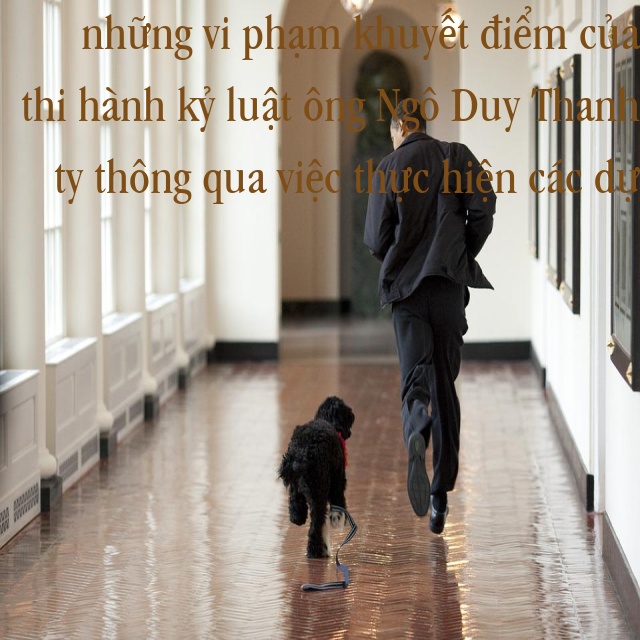 những vi phạm khuyết điểm của
thi hành kỷ luật ông Ngô Duy Thanh
ty thông qua việc thực hiện các dự